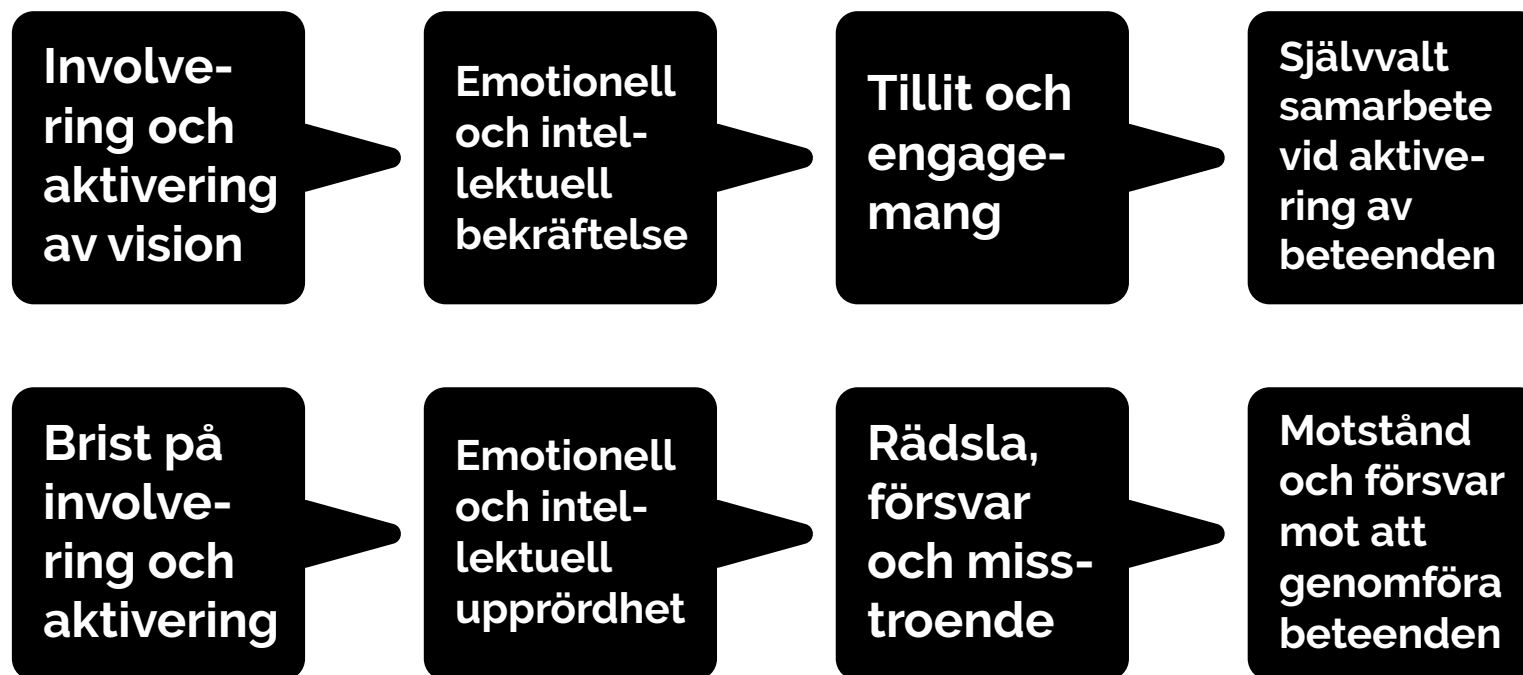 Involve-
ring och
aktivering
av vision
Emotionell
och intel-
lektuell
bekräftelse
Tillit och
engage-
mang
Självvalt
samarbete
vid aktive-
ring av
beteenden
Brist på
involve-
ring och
aktivering
Emotionell
och intel-
lektuell
upprördhet
Rädsla,
försvar
och miss-
troende
Motstånd
och försvar
mot att
genomföra
beteenden